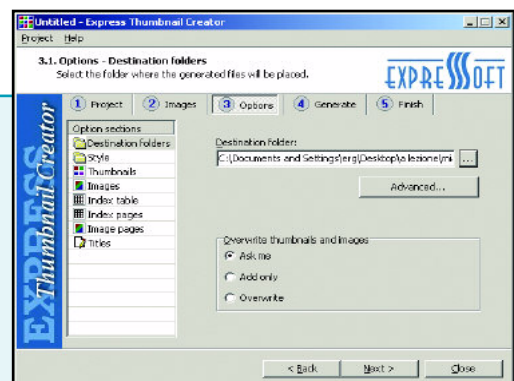 Untitled - Express Thumbnail Creator
Project Help
3.1. Options - Destination folders
Select the folder where the generated files will be placed.
EXPRESSOFT
1 Project 2 Images 3 Options 4 Generate 5 Finish
EXPRESS
Thumbnail Creator
Option sections
Destination folders
Style
Thumbnails
Images
Index table
Index pages
Image pages
Titles
Destination folder:
C:\Documents and Settings\erg\Desktop\a lezione\mi
...
Advanced...
Overwrite thumbnails and images
Ask me
Add only
Overwrite
< Back Next > Close